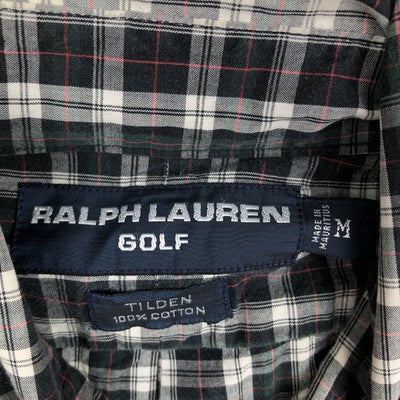 RALPH LAUREN
GOLF
MADE IN
MAURITIUS
M
TILDEN
100% COTTON